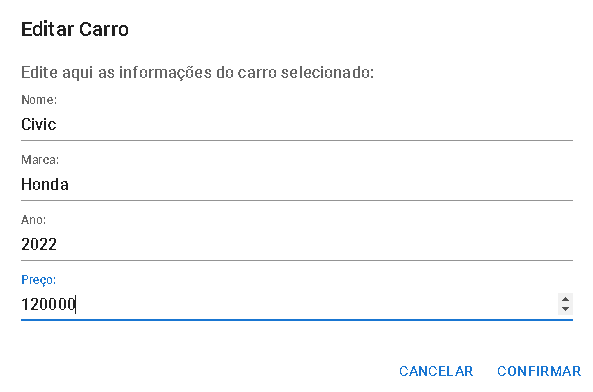 Editar Carro
Edite aqui as informações do carro selecionado:
Nome:
Civic
Marca:
Honda
Ano:
2022
Preço:
120000
CANCELAR CONFIRMAR